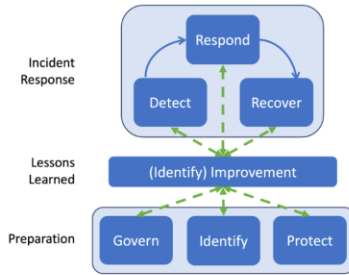 Respond
Incident
Response
Detect
Recover
Lessons
Learned
(Identify) Improvement
Preparation
Govern
Identify
Protect